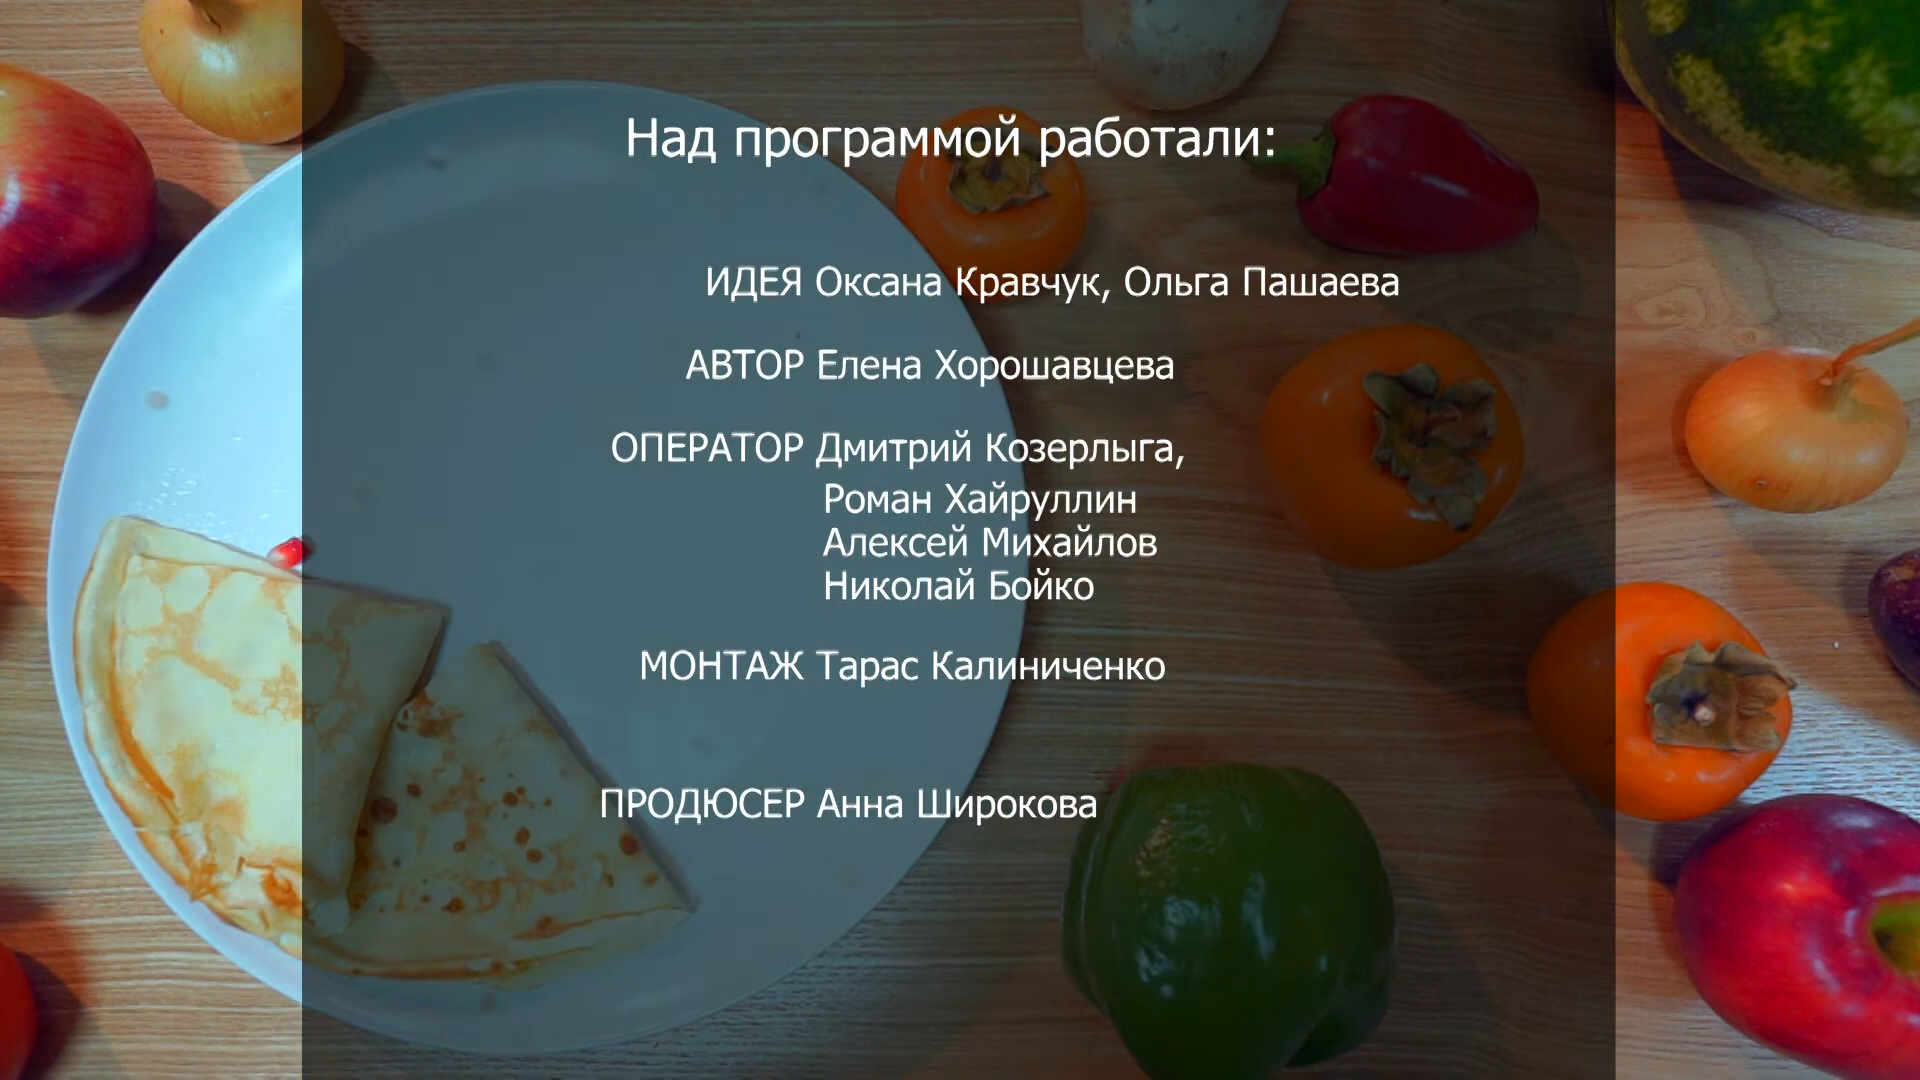 Над программой работали:
ИДЕЯ Оксана Кравчук, Ольга Пашаева
АВТОР Елена Хорошавцева
ОПЕРАТОР Дмитрий Козерлыга,
Роман Хайруллин
Алексей Михайлов
Николай Бойко
МОНТАЖ Тарас Калиниченко
ПРОДЮСЕР Анна Широкова